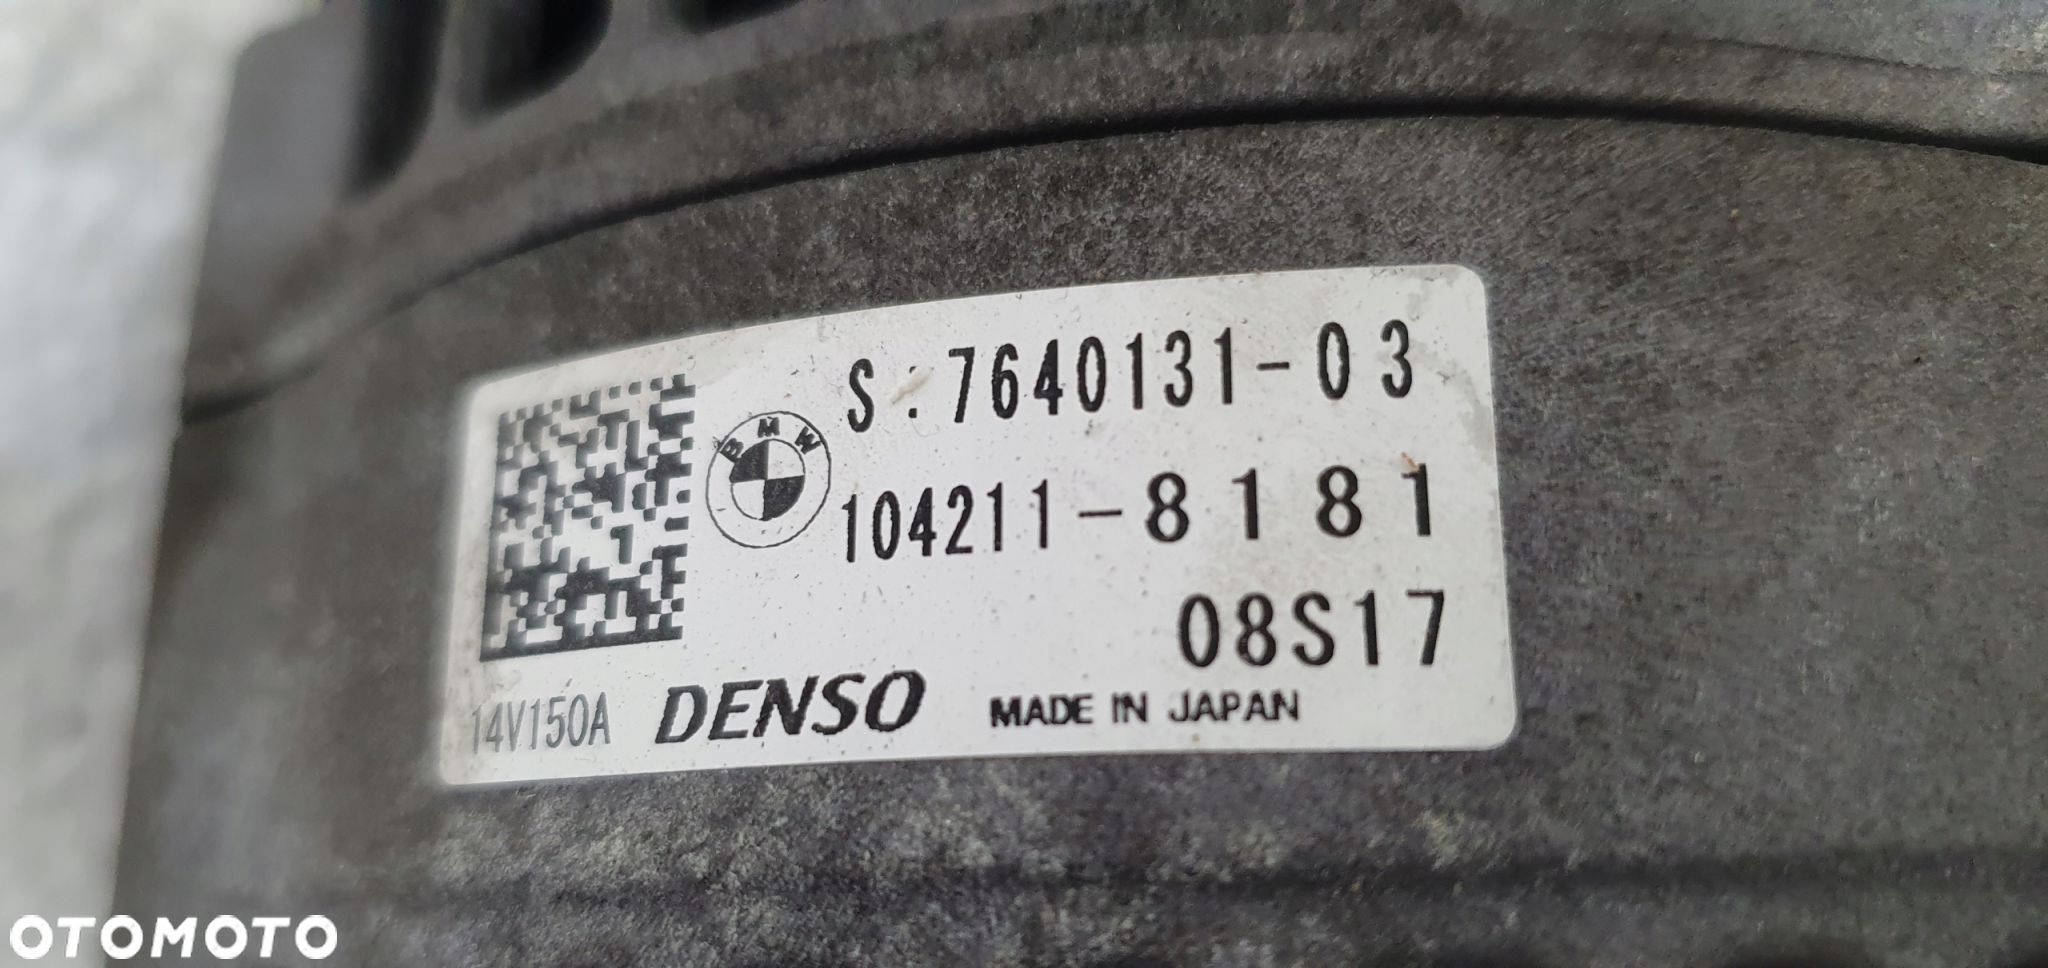 S:7640131-03
BMW
104211-8181
08S17
14V150A DENSO MADE IN JAPAN
OTOMOTO